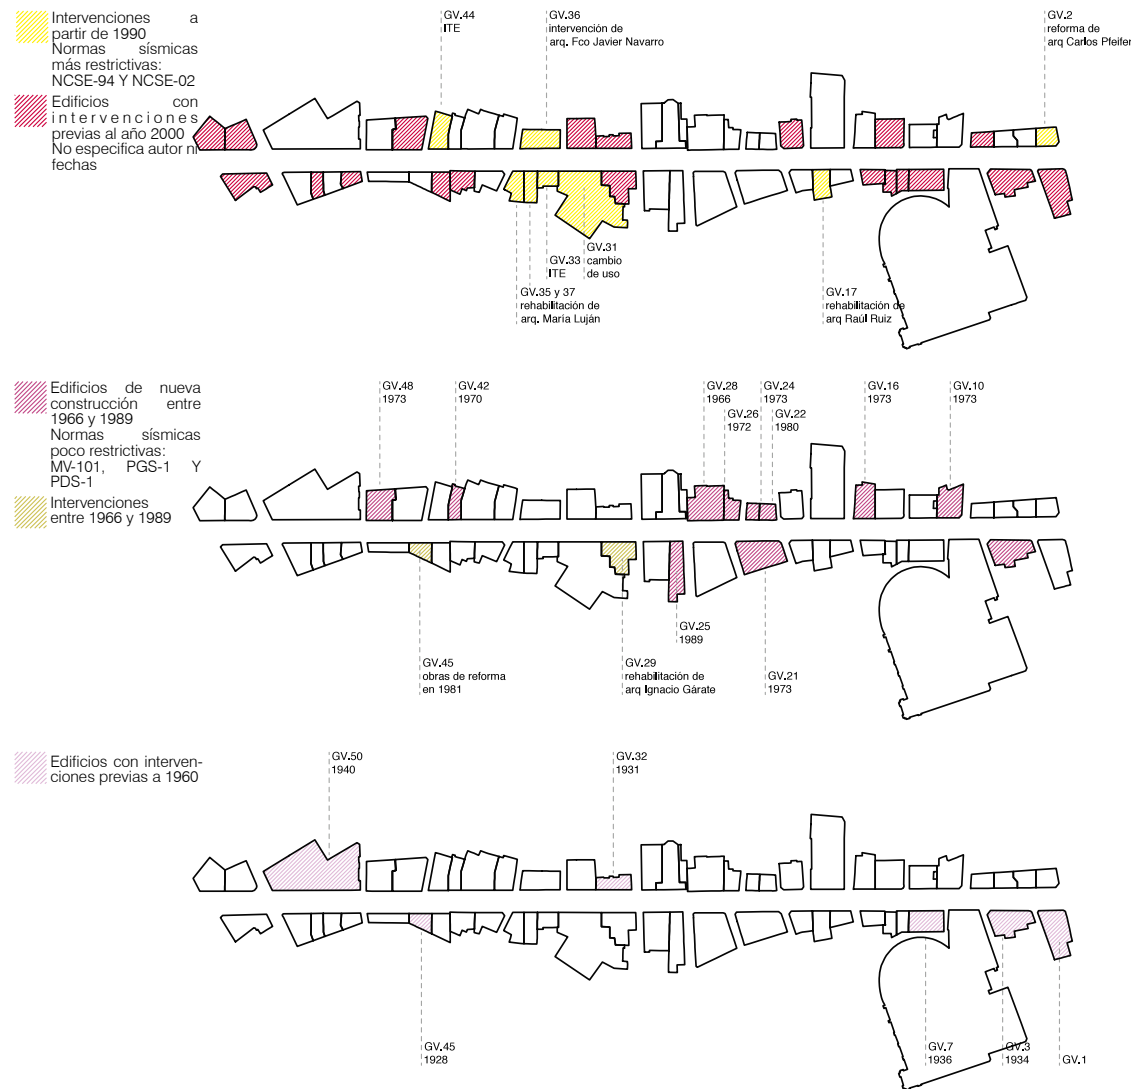 Intervenciones a
partir de 1990
Normas sísmicas
más restrictivas:
NCSE-94 Y NCSE-02
Edificios con
intervenciones
previas al año 2000
No especifica autor ni
fechas
GV.44
ITE
GV.36
intervención de
arq. Fco Javier Navarro
GV.2
reforma de
arq Carlos Pfeifer
GV.33
ITE
GV.31
cambio
de uso
GV.35 y 37
rehabilitación de
arq. María Luján
GV.17
rehabilitación de
arq Raúl Ruiz
Edificios de nueva
construcción entre
1966 y 1989
Normas sísmicas
poco restrictivas:
MV-101, PGS-1 Y
PDS-1
Intervenciones
entre 1966 y 1989
GV.48
1973
GV.42
1970
GV.28
1966
GV.26
1972
GV.24
1973
GV.22
1980
GV.16
1973
GV.10
1973
GV.25
1989
GV.45
obras de reforma
en 1981
GV.29
rehabilitación de
arq Ignacio Gárate
GV.21
1973
Edificios con interven-
ciones previas a 1960
GV.50
1940
GV.32
1931
GV.45
1928
GV.7
1936
GV.3
1934
GV.1